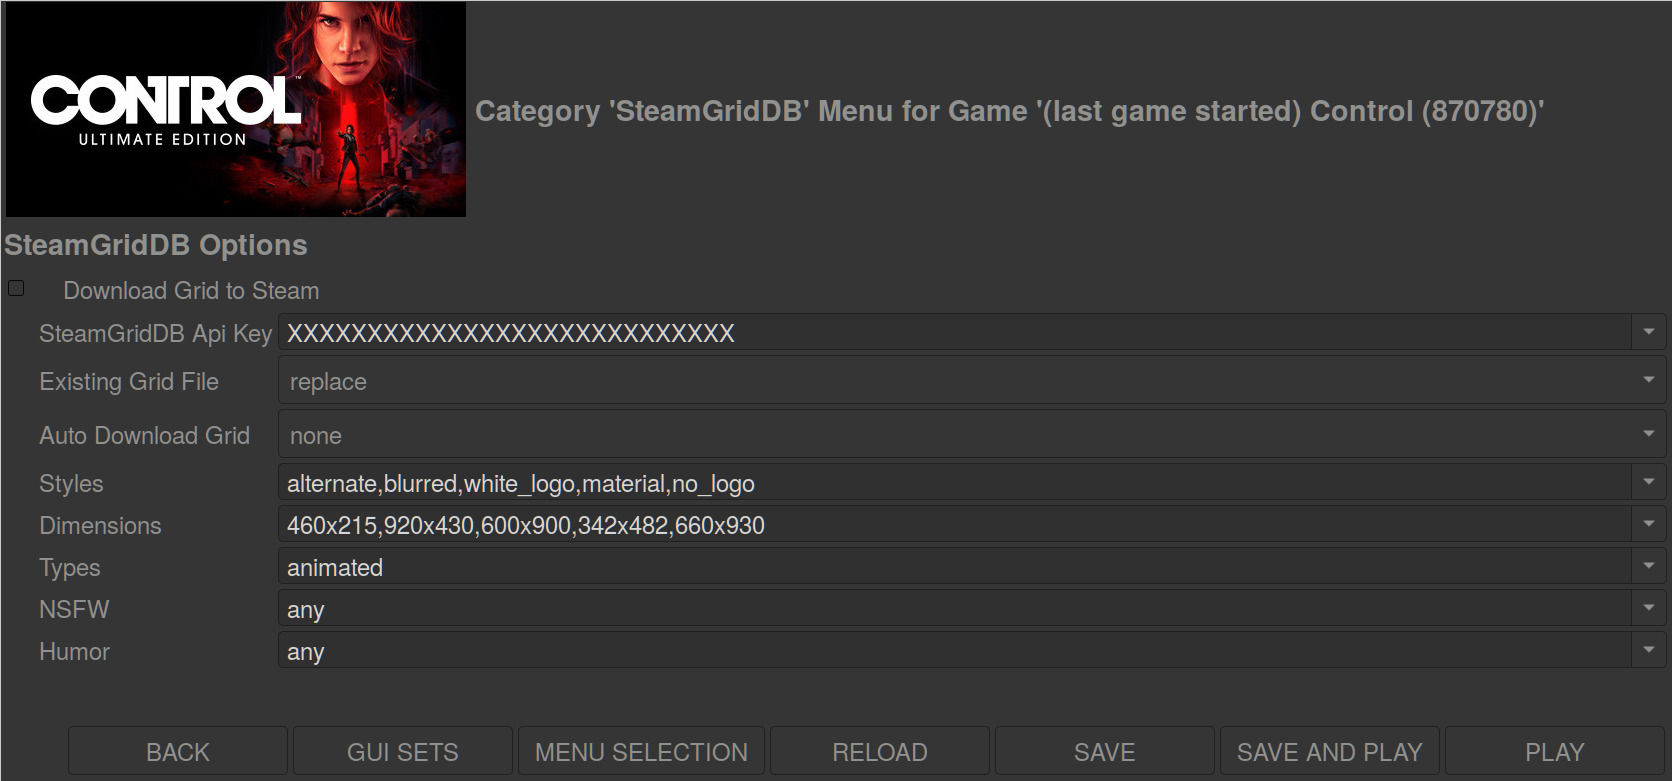 CONTROL™
ULTIMATE EDITION
Category 'SteamGridDB' Menu for Game '(last game started) Control (870780)'
SteamGridDB Options
Download Grid to Steam
SteamGridDB Api Key XXXXXXXXXXXXXXXXXXXXXXXXXXXX
Existing Grid File replace
Auto Download Grid none
Styles alternate,blurred,white_logo,material,no_logo
Dimensions 460x215,920x430,600x900,342x482,660x930
Types animated
NSFW any
Humor any
BACK GUI SETS MENU SELECTION RELOAD SAVE SAVE AND PLAY PLAY